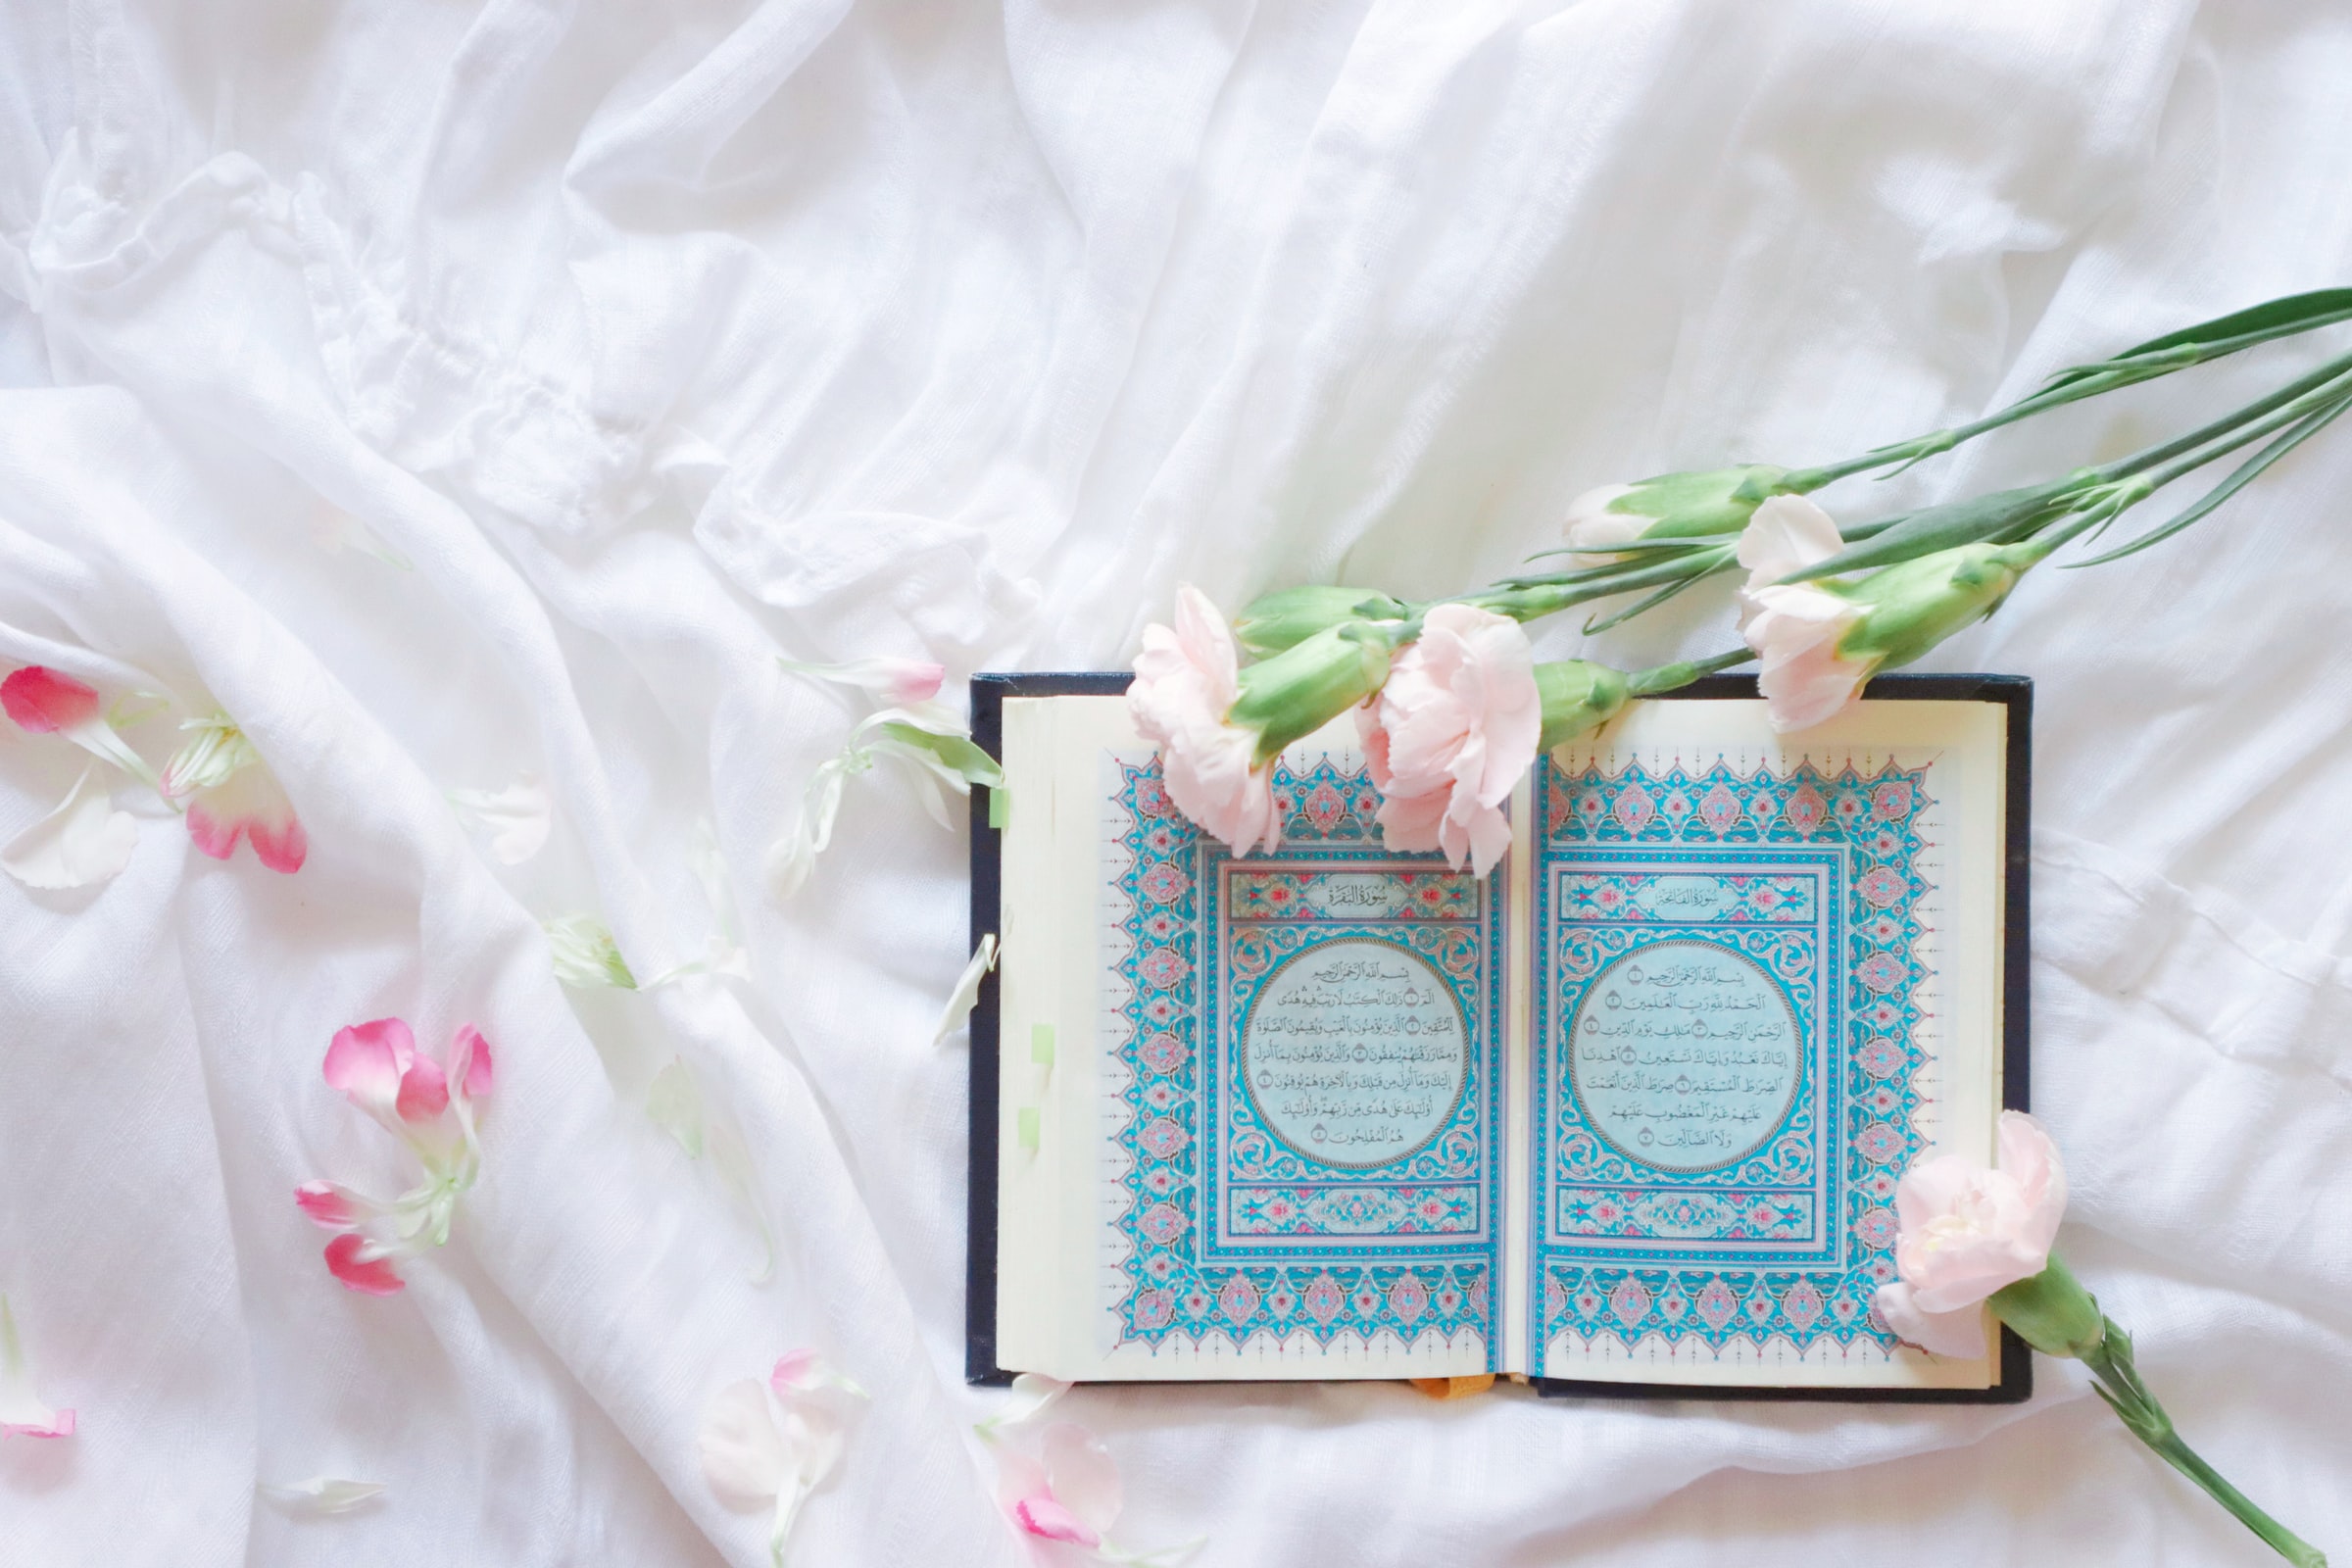 سُورَةُ الفَاتِحَةِ
بِسْمِ اللَّهِ الرَّحْمَٰنِ الرَّحِيمِ ١
الْحَمْدُ لِلَّهِ رَبِّ الْعَالَمِينَ ٢
الرَّحْمَٰنِ الرَّحِيمِ ٣ مَالِكِ يَوْمِ الدِّينِ ٤
إِيَّاكَ نَعْبُدُ وَإِيَّاكَ نَسْتَعِينُ ٥ اهْدِنَا
الصِّرَاطَ الْمُسْتَقِيمَ ٦ صِرَاطَ الَّذِينَ أَنْعَمْتَ
عَلَيْهِمْ غَيْرِ الْمَغْضُوبِ عَلَيْهِمْ
وَلَا الضَّالِّينَ ٧
سُورَةُ البَقَرَةِ
بِسْمِ اللَّهِ الرَّحْمَٰنِ الرَّحِيمِ
الم ١ ذَٰلِكَ الْكِتَابُ لَا رَيْبَ فِيهِ هُدًى
لِلْمُتَّقِينَ ٢ الَّذِينَ يُؤْمِنُونَ بِالْغَيْبِ وَيُقِيمُونَ الصَّلَاةَ
وَمِمَّا رَزَقْنَاهُمْ يُنْفِقُونَ ٣ وَالَّذِينَ يُؤْمِنُونَ بِمَا أُنْزِلَ
إِلَيْكَ وَمَا أُنْزِلَ مِنْ قَبْلِكَ وَبِالْآخِرَةِ هُمْ يُوقِنُونَ ٤
أُولَٰئِكَ عَلَىٰ هُدًى مِنْ رَبِّهِمْ وَأُولَٰئِكَ
هُمُ الْمُفْلِحُونَ ٥